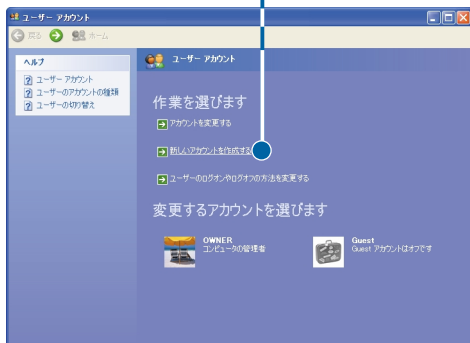 ユーザー アカウント
戻る
ホーム
ヘルプ
ユーザー アカウント
ユーザーのアカウントの種類
ユーザーの切り替え
ユーザー アカウント
作業を選びます
アカウントを変更する
新しいアカウントを作成する
ユーザーのログオンやログオフの方法を変更する
変更するアカウントを選びます
OWNER
コンピュータの管理者
Guest
Guest アカウントはオフです